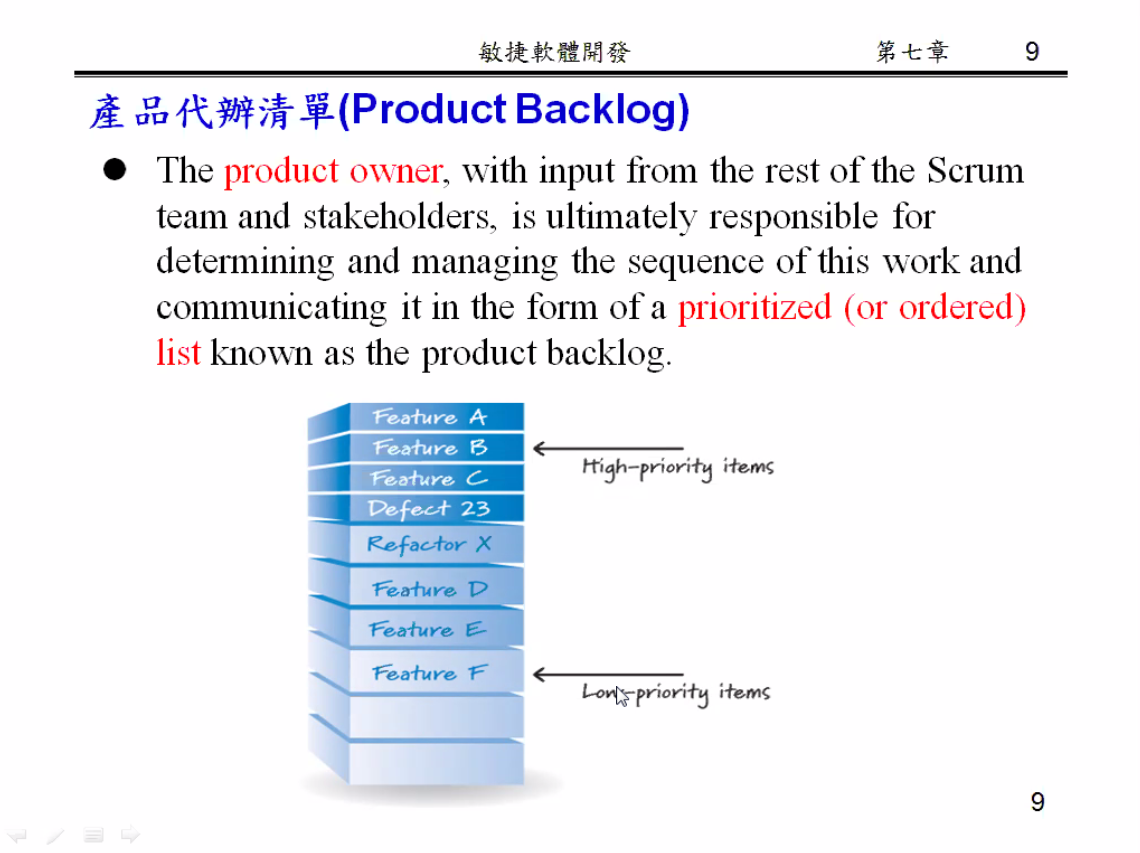 敏捷軟體開發 第七章 9
產品代辦清單(Product Backlog)
● The product owner, with input from the rest of the Scrum
team and stakeholders, is ultimately responsible for
determining and managing the sequence of this work and
communicating it in the form of a prioritized (or ordered)
list known as the product backlog.
Feature A
Feature B
High-priority items
Feature C
Defect 23
Refactor X
Feature D
Feature E
Feature F
Low-priority items
9